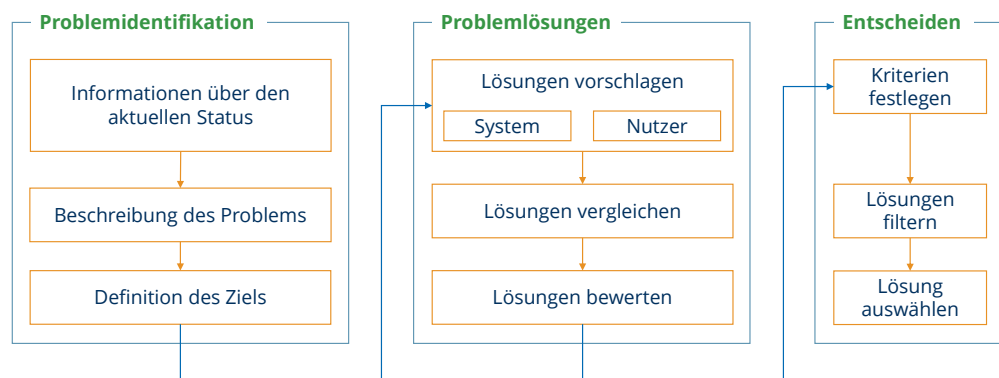 Problemidentifikation
Informationen über den
aktuellen Status
Beschreibung des Problems
Definition des Ziels
Problemlösungen
Lösungen vorschlagen
System
Nutzer
Lösungen vergleichen
Lösungen bewerten
Entscheiden
Kriterien
festlegen
Lösungen
filtern
Lösung
auswählen